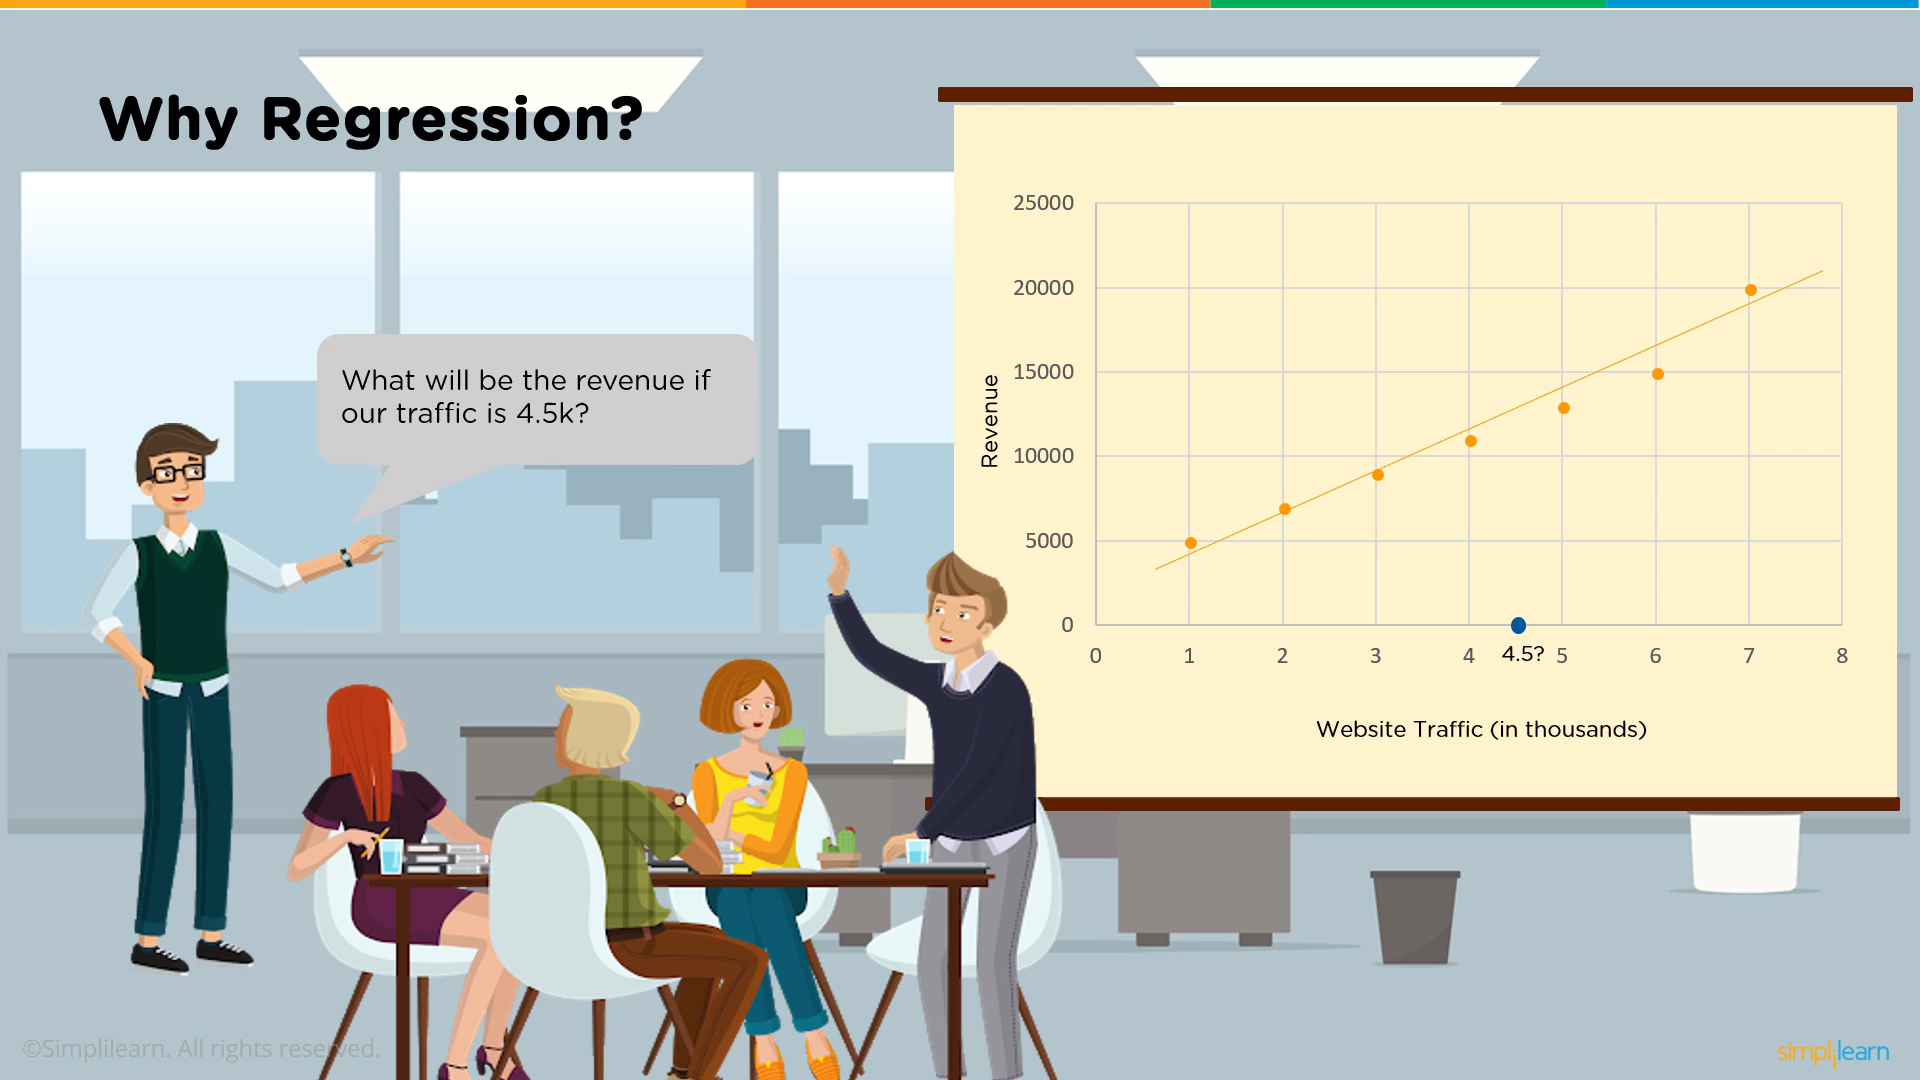 Why Regression?
What will be the revenue if
our traffic is 4.5k?
25000
20000
15000
10000
5000
0
Revenue
0 1 2 3 4 4.5? 5 6 7 8
Website Traffic (in thousands)
©Simplilearn. All rights reserved.
simplilearn